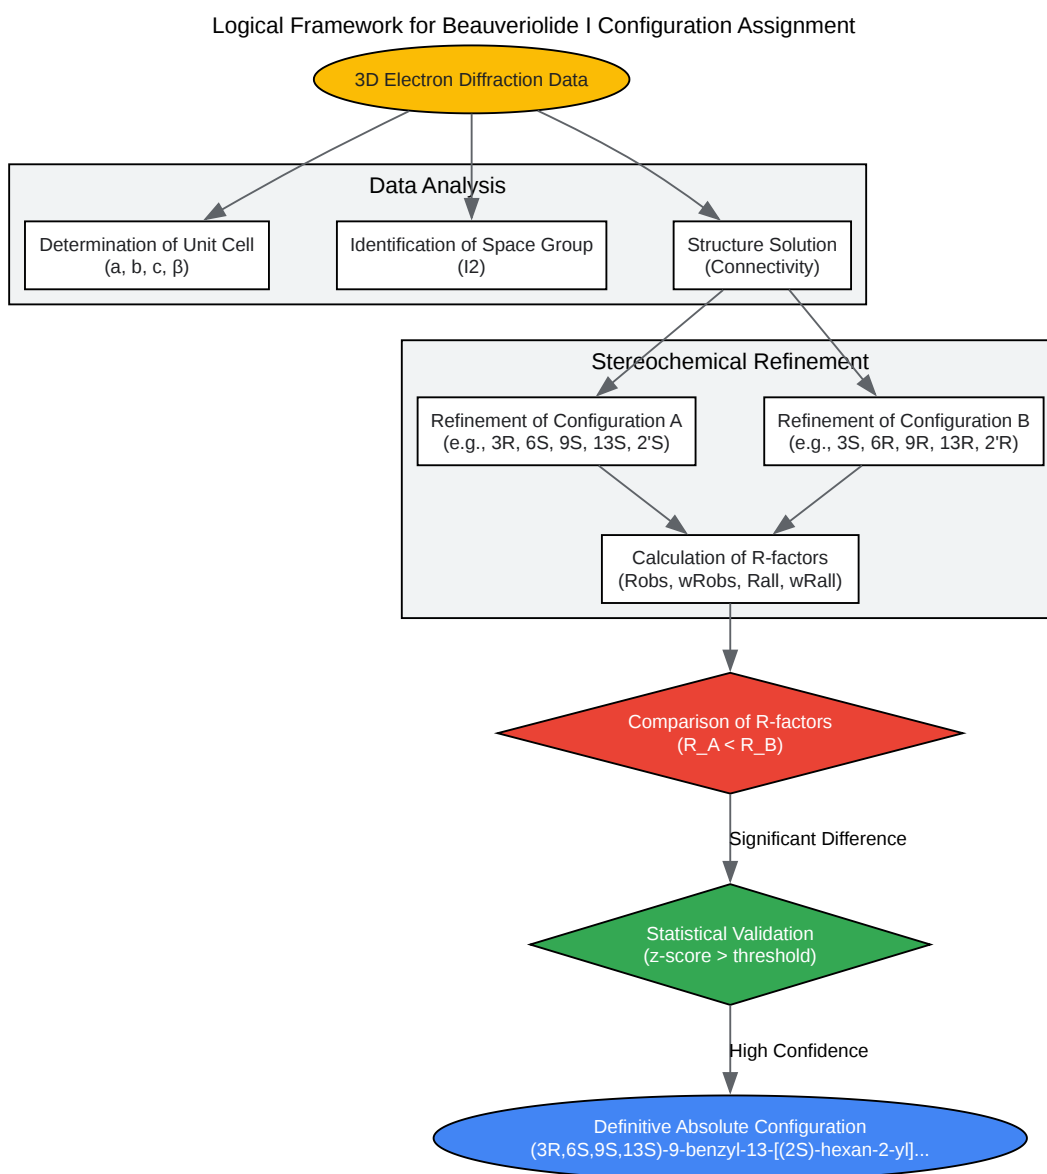 Logical Framework for Beauveriolide I Configuration Assignment
3D Electron Diffraction Data
Data Analysis
Determination of Unit Cell
(a, b, c, β)
Identification of Space Group
(I2)
Structure Solution
(Connectivity)
Stereochemical Refinement
Refinement of Configuration A
(e.g., 3R, 6S, 9S, 13S, 2'S)
Refinement of Configuration B
(e.g., 3S, 6R, 9R, 13R, 2'R)
Calculation of R-factors
(Robs, wRobs, Rall, wRall)
Comparison of R-factors
(R_A < R_B)
Significant Difference
Statistical Validation
(z-score > threshold)
High Confidence
Definitive Absolute Configuration
(3R,6S,9S,13S)-9-benzyl-13-[(2S)-hexan-2-yl]...